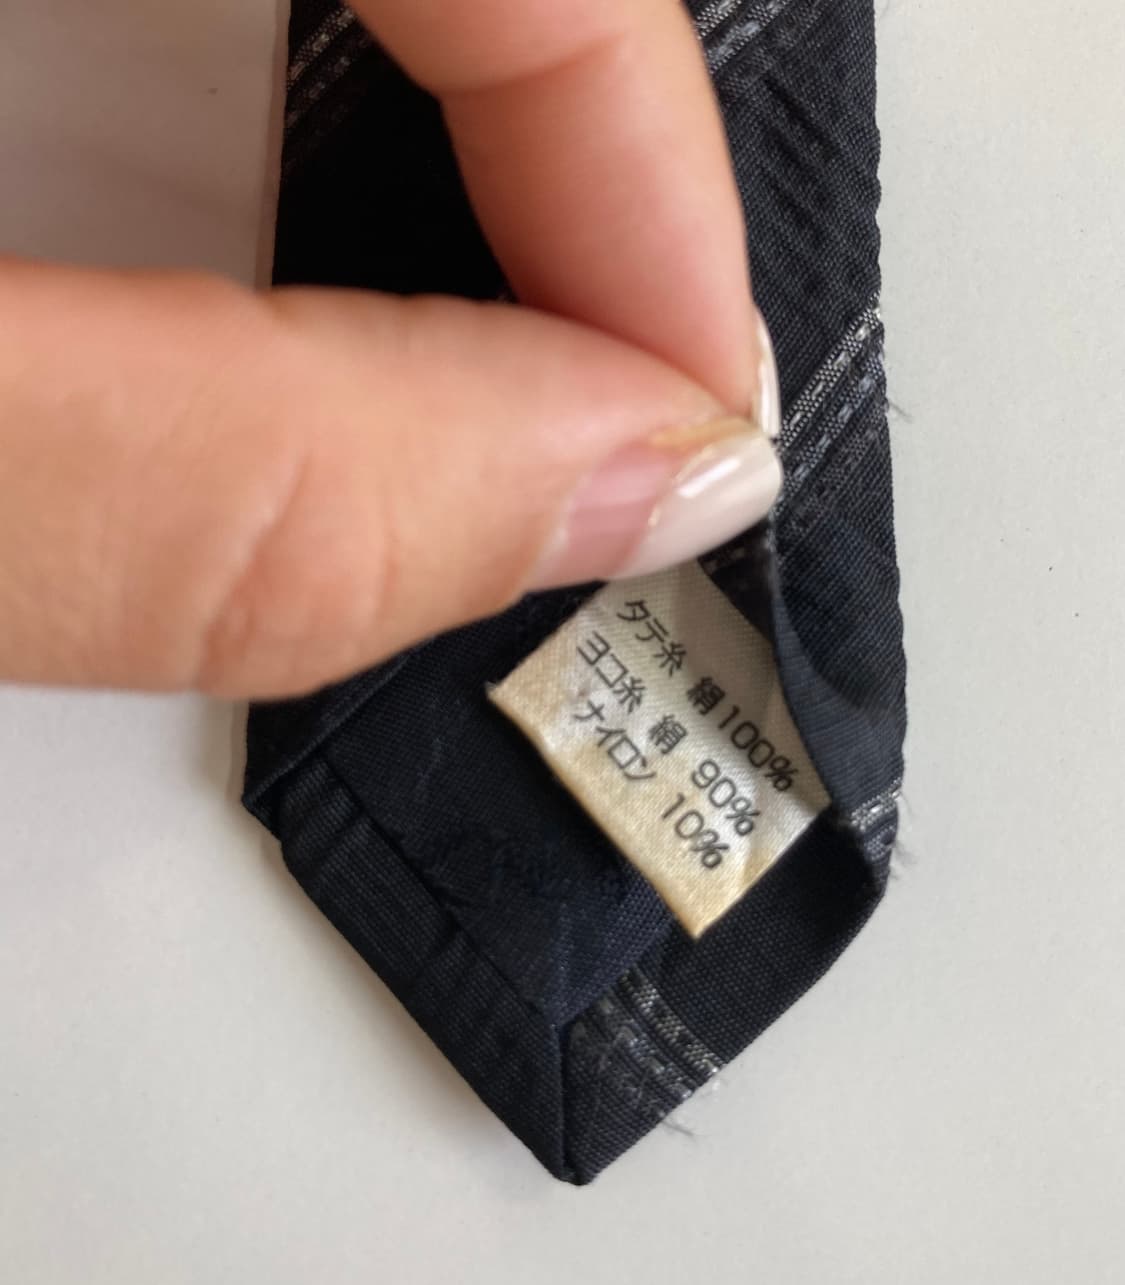 タテ糸 絹100%
ヨコ糸 絹 90%
ナイロン 10%